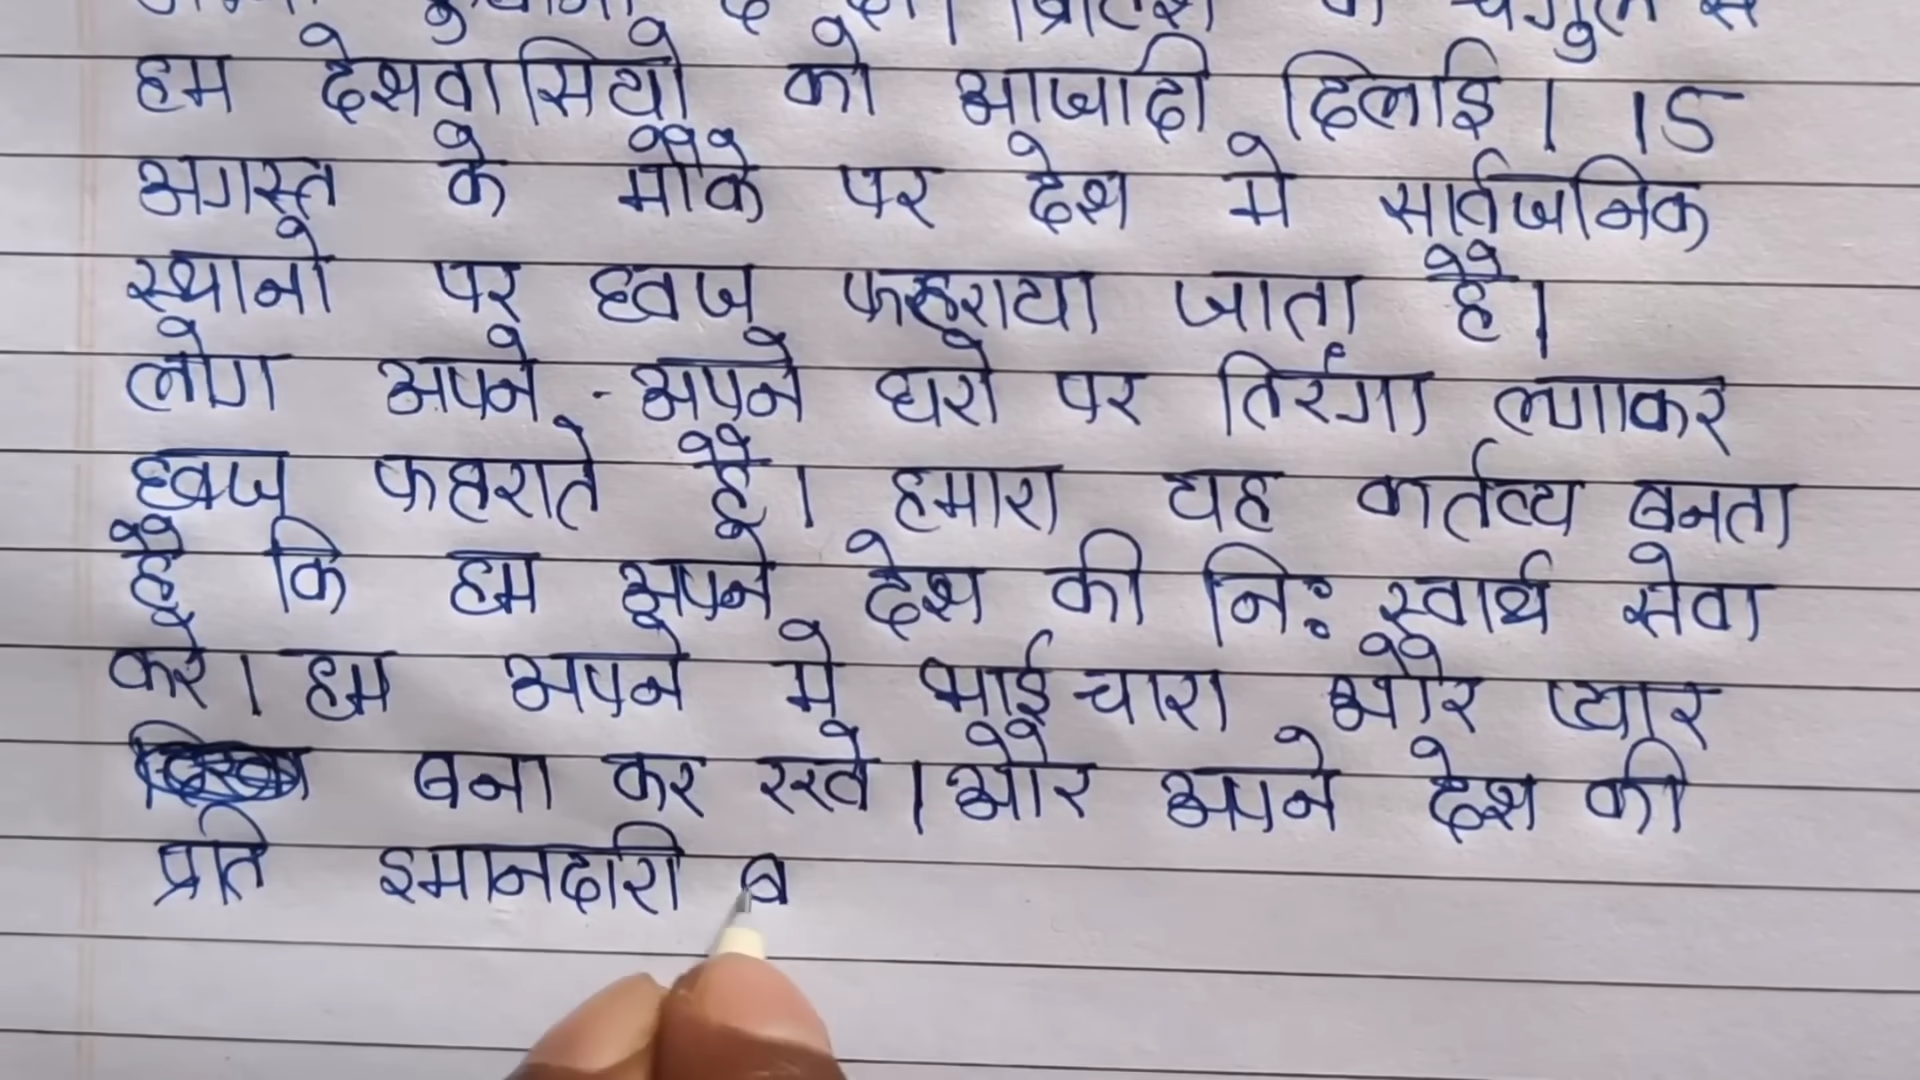 कुर्बानी दे दी। ब्रिटिश के चंगुल से
हम देशवासियो को आजादी दिलाई। 15
अगस्त के मौके पर देश मे सार्वजनिक
स्थानो पर ध्वज फहराया जाता है।
लोग अपने - अपने घरो पर तिरंगा लगाकर
ध्वज फहराते है। हमारा यह कर्तव्य बनता
है कि हम अपने देश की नि: स्वार्थ सेवा
करे। हम अपने मे भाईचारा और प्यार
बना कर रखे। और अपने देश की
प्रति इमानदारी ब